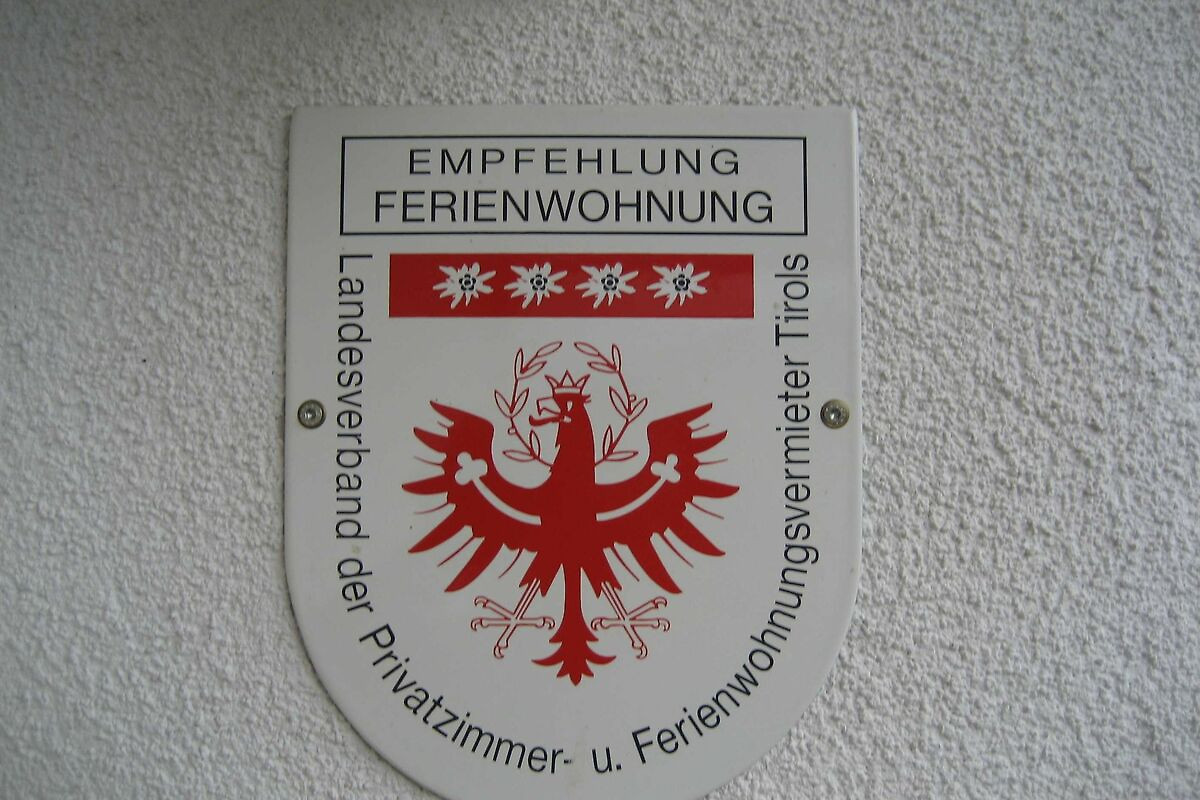 EMPFEHLUNG
FERIENWOHNUNG
Landesverband der Privatzimmer- u. Ferienwohnungsvermieter Tirols